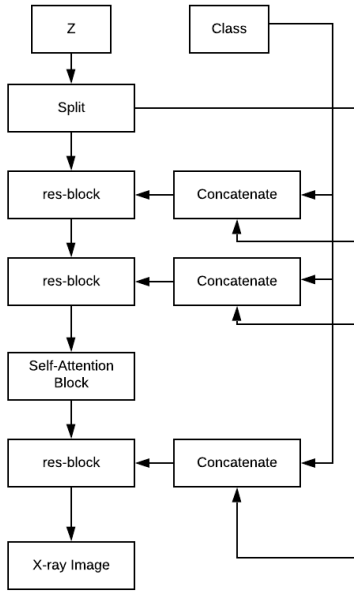 Z
Class
Split
res-block
Concatenate
res-block
Concatenate
Self-Attention
Block
res-block
Concatenate
X-ray Image